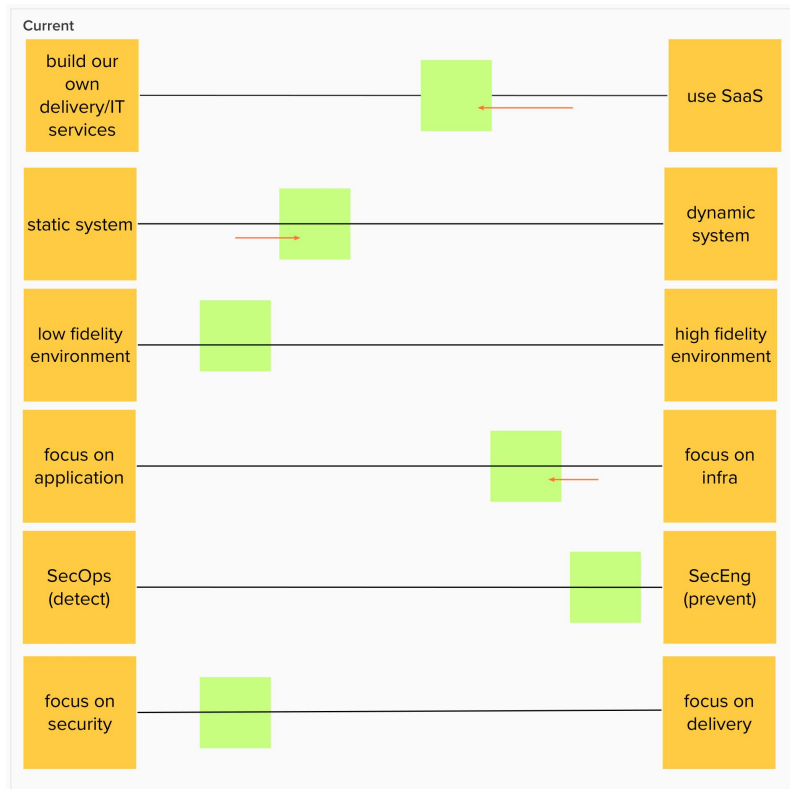 Current
build our
own
delivery/IT
services
use SaaS
static system
dynamic
system
low fidelity
environment
high fidelity
environment
focus on
application
focus on
infra
SecOps
(detect)
SecEng
(prevent)
focus on
security
focus on
delivery